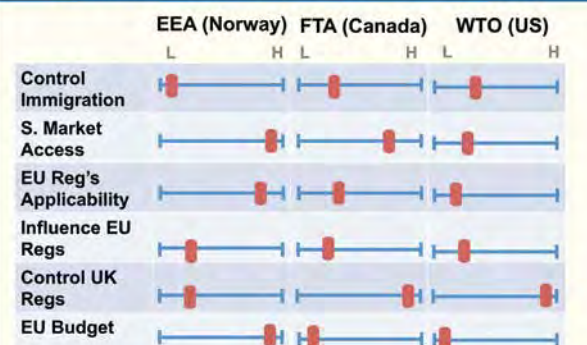 EEA (Norway) FTA (Canada) WTO (US)
L H L H L H
Control
Immigration
S. Market
Access
EU Reg's
Applicability
Influence EU
Regs
Control UK
Regs
EU Budget